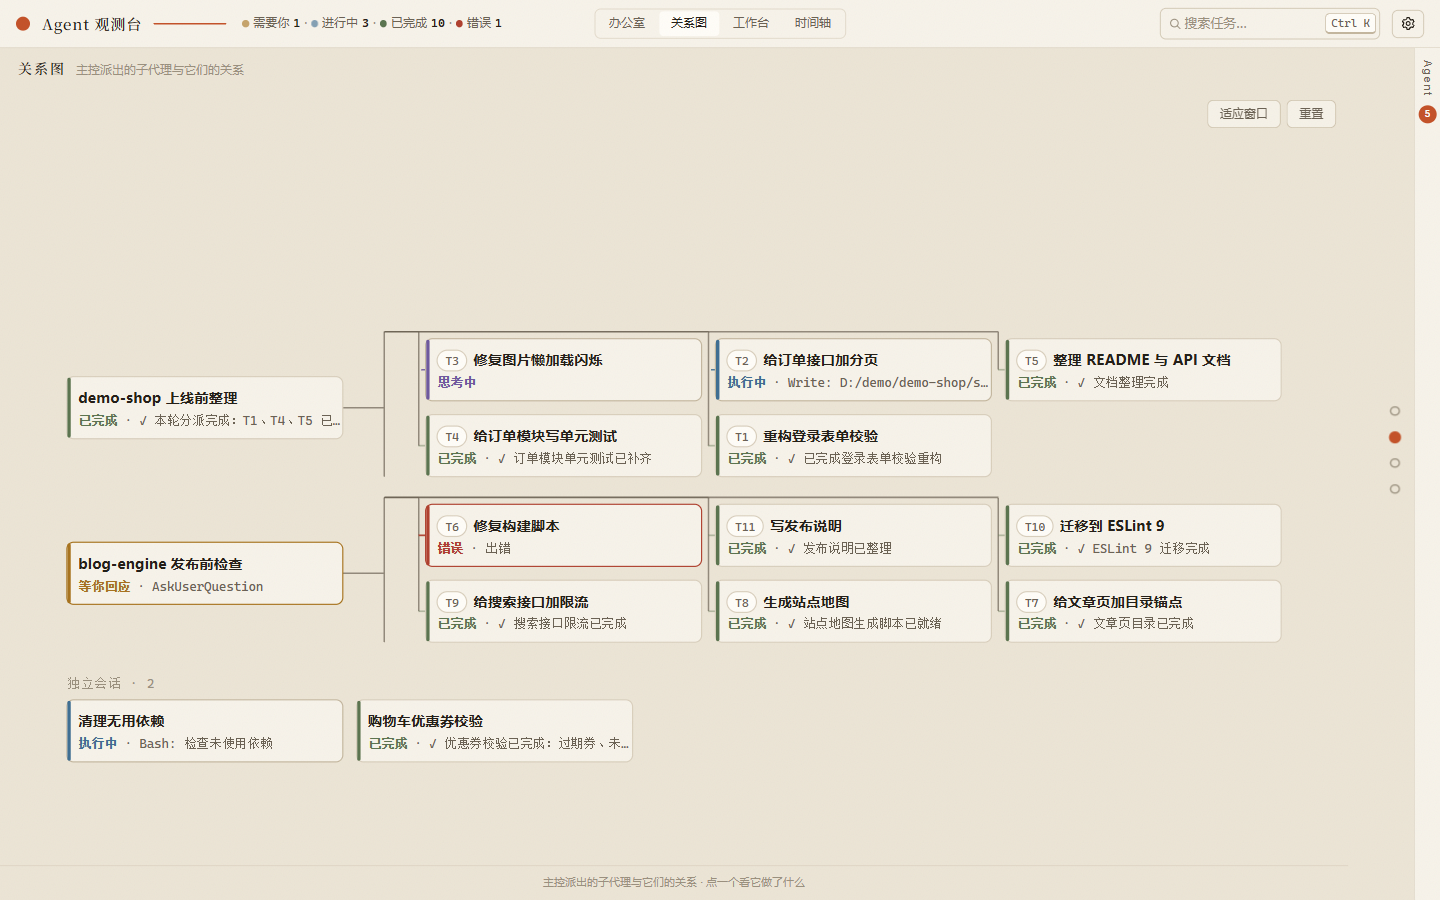 Agent 观测台
需要你 1 · 进行中 3 · 已完成 10 · 错误 1
办公室 关系图 工作台 时间轴
搜索任务... Ctrl K
关系图 主控派出的子代理与它们的关系
适应窗口 重置
Agent
5
T3 修复图片懒加载闪烁
思考中
T2 给订单接口加分页
执行中 · Write: D:/demo/demo-shop/s…
T5 整理 README 与 API 文档
已完成 · ✓ 文档整理完成
demo-shop 上线前整理
已完成 · ✓ 本轮分派完成: T1、T4、T5 已…
T4 给订单模块写单元测试
已完成 · ✓ 订单模块单元测试已补齐
T1 重构登录表单校验
已完成 · ✓ 已完成登录表单校验重构
T6 修复构建脚本
错误 · 出错
T11 写发布说明
已完成 · ✓ 发布说明已整理
T10 迁移到 ESLint 9
已完成 · ✓ ESLint 9 迁移完成
blog-engine 发布前检查
等你回应 · AskUserQuestion
T9 给搜索接口加限流
已完成 · ✓ 搜索接口限流已完成
T8 生成站点地图
已完成 · ✓ 站点地图生成脚本已就绪
T7 给文章页加目录锚点
已完成 · ✓ 文章页目录已完成
独立会话 · 2
清理无用依赖
执行中 · Bash: 检查未使用依赖
购物车优惠券校验
已完成 · ✓ 优惠券校验已完成: 过期券、未…
主控派出的子代理与它们的关系 · 点一个看它做了什么